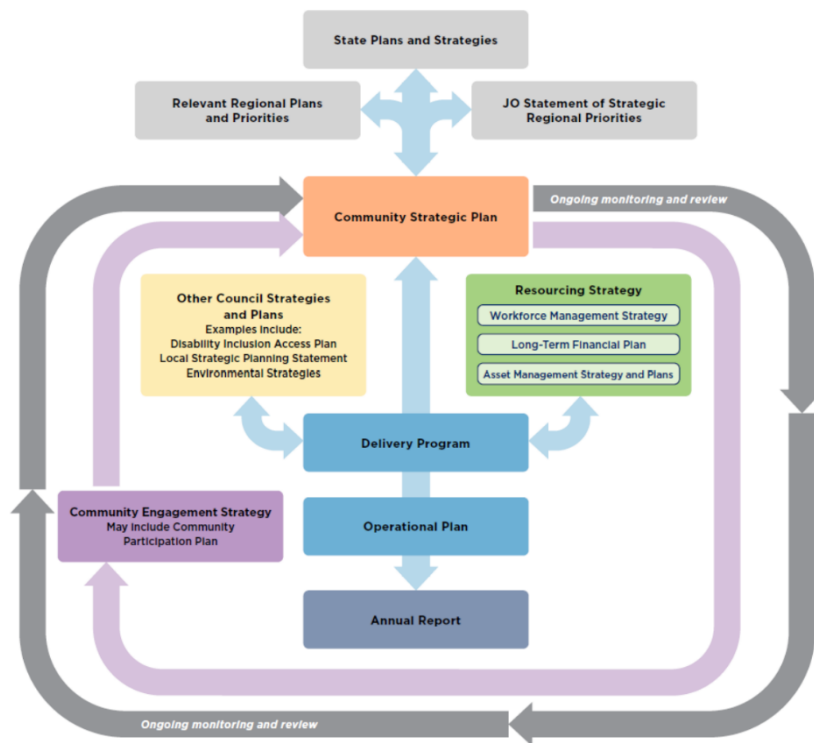 State Plans and Strategies
Relevant Regional Plans
and Priorities
JO Statement of Strategic
Regional Priorities
Community Strategic Plan
Ongoing monitoring and review
Other Council Strategies
and Plans
Examples include:
Disability Inclusion Access Plan
Local Strategic Planning Statement
Environmental Strategies
Resourcing Strategy
Workforce Management Strategy
Long-Term Financial Plan
Asset Management Strategy and Plans
Delivery Program
Community Engagement Strategy
May include Community
Participation Plan
Operational Plan
Annual Report
Ongoing monitoring and review